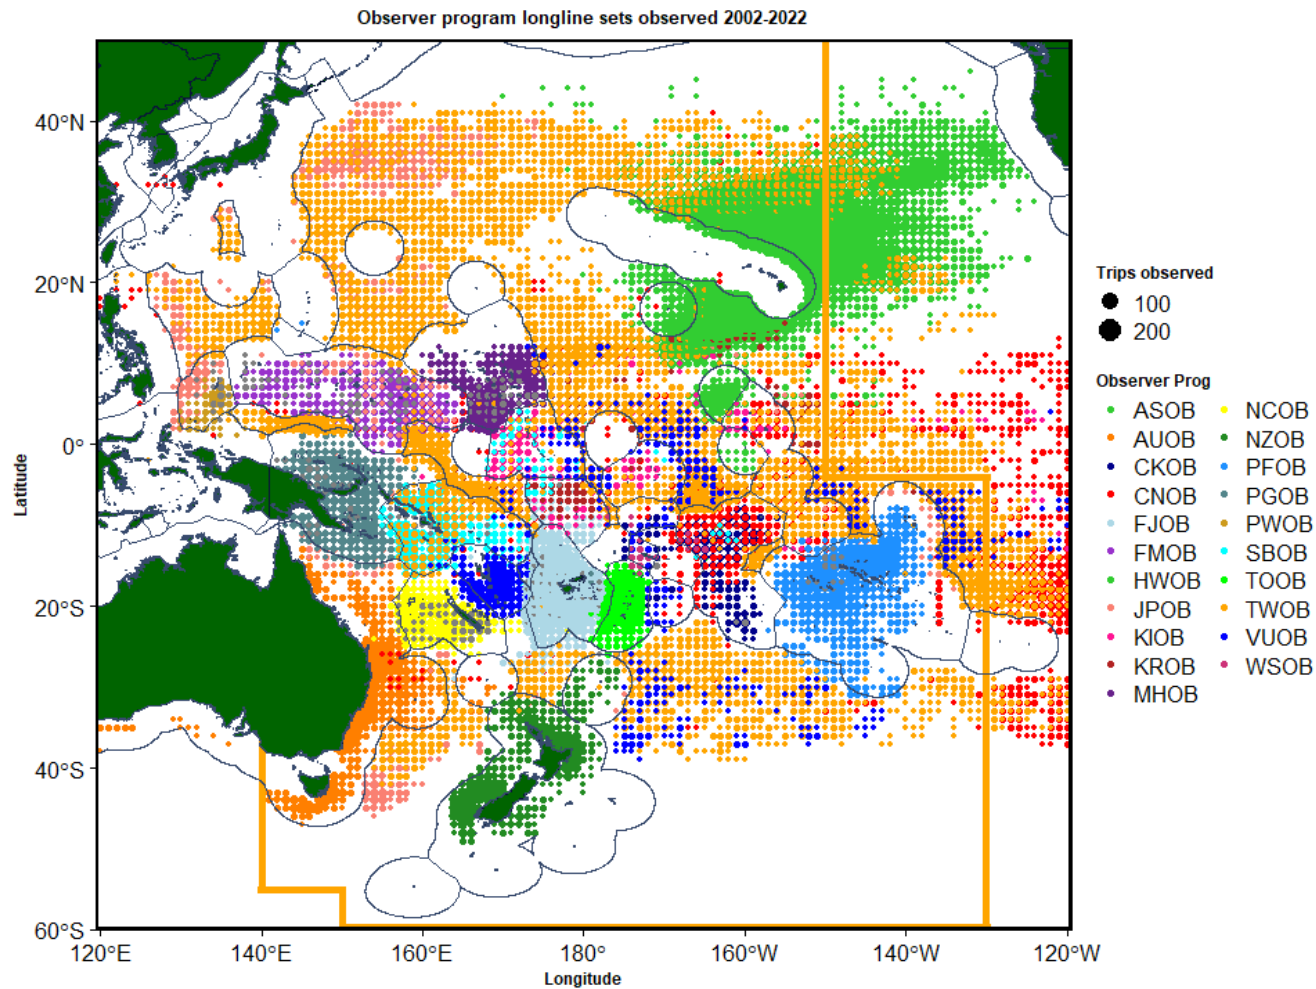 Observer program longline sets observed 2002-2022
40°N
20°N
0°
20°S
40°S
60°S
Latitude
120°E
140°E
160°E
180°
160°W
140°W
120°W
Longitude
Trips observed
100
200
Observer Prog
ASOB
NCOB
AUOB
NZOB
CKOB
PFOB
CNOB
PGOB
FJOB
PWOB
FMOB
SBOB
HWOB
TOOB
JPOB
TWOB
KIOB
VUOB
KROB
WSOB
MHOB